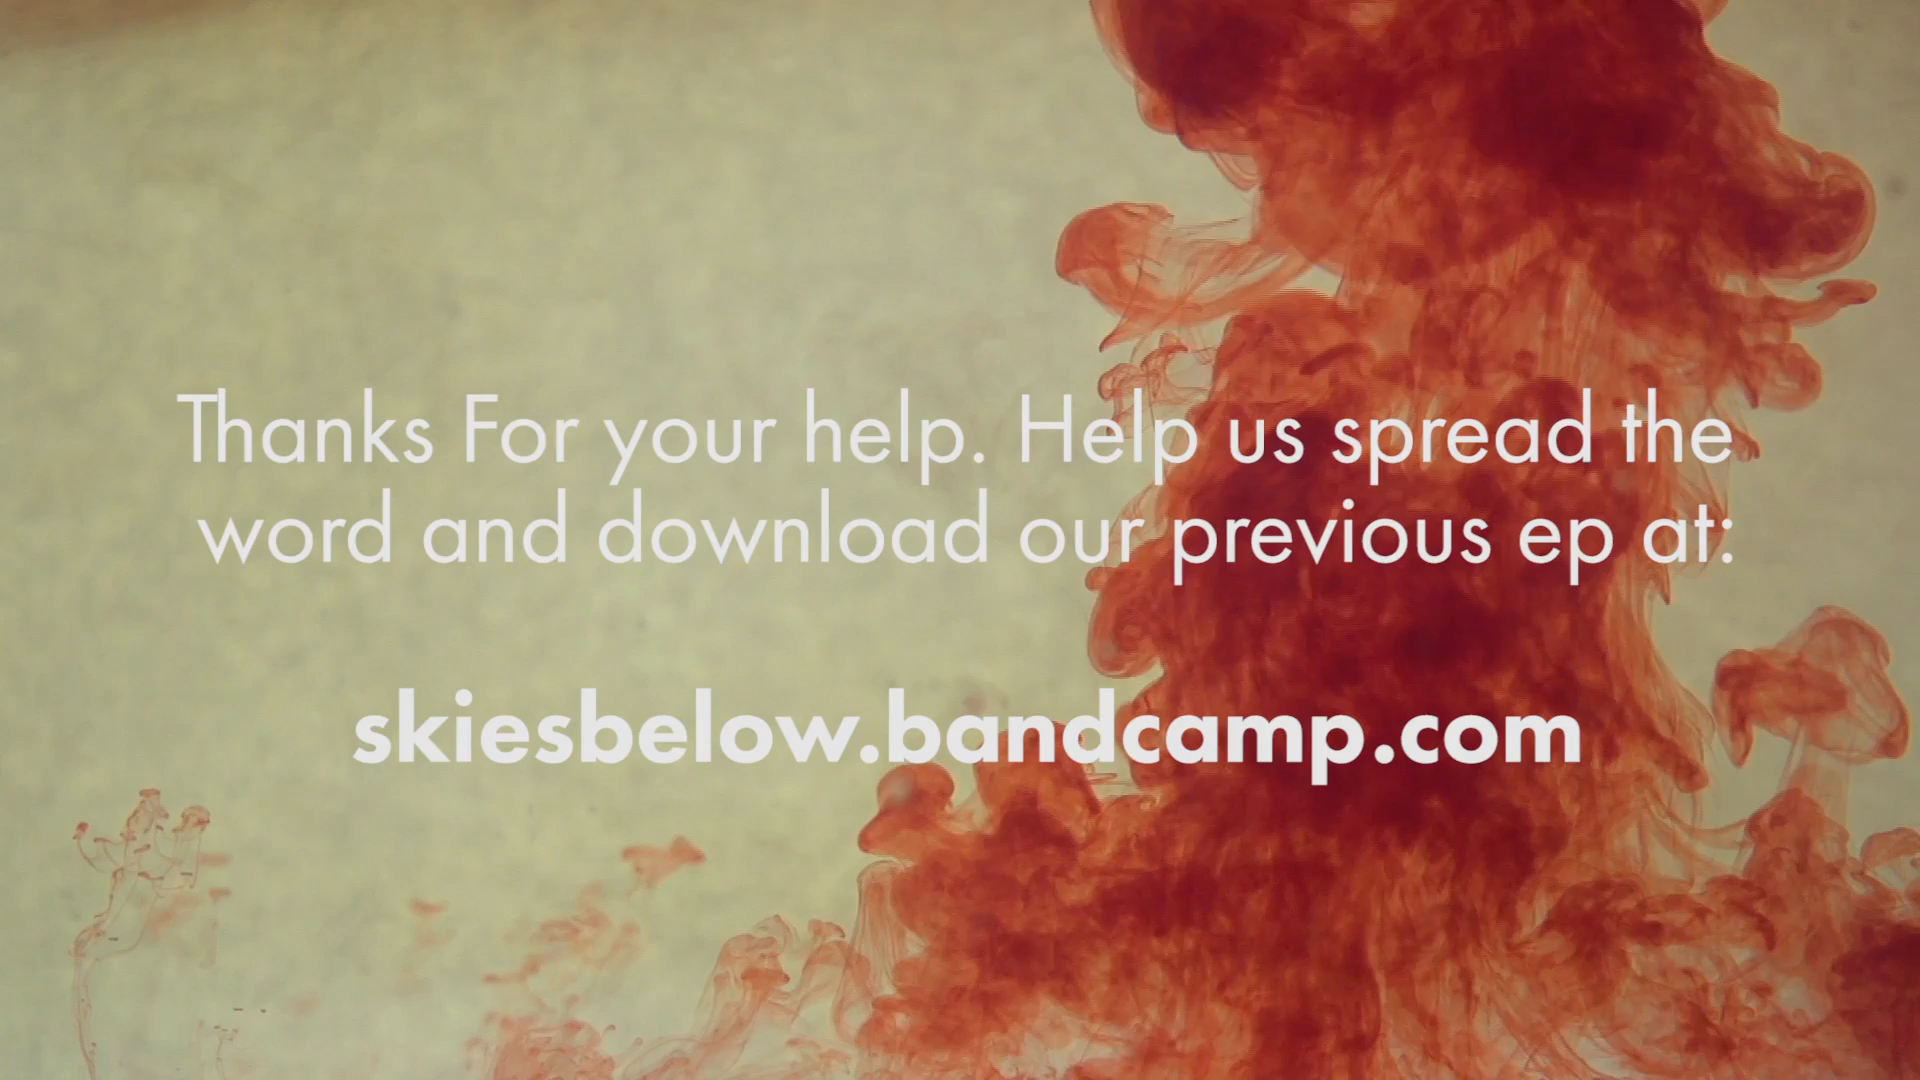 Thanks For your help. Help us spread the
word and download our previous ep at:
skiesbelow.bandcamp.com